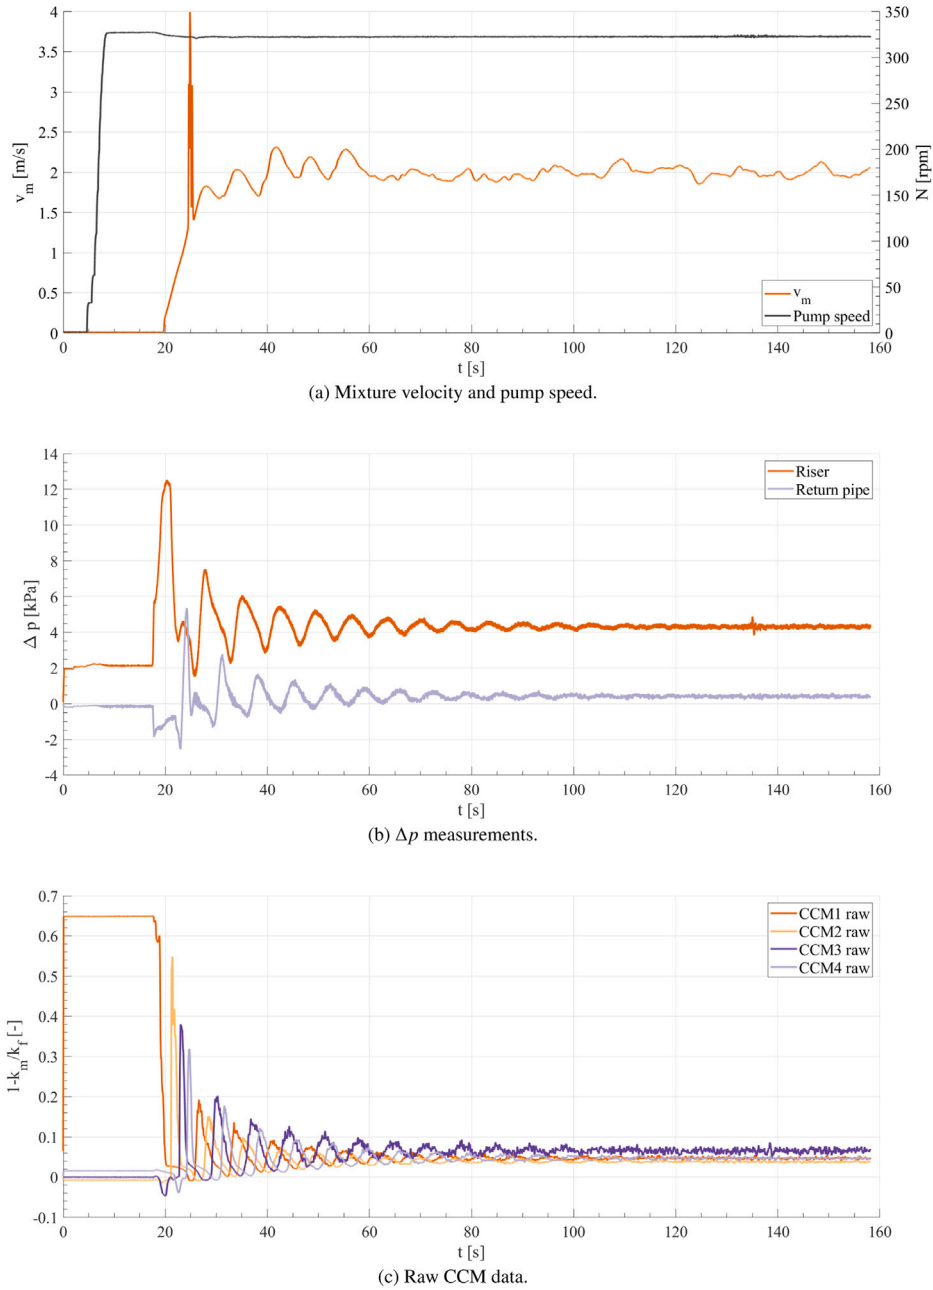 4
3.5
3
2.5
2
1.5
1
0.5
0
v_m [m/s]
350
300
250
200
150
100
50
0
N [rpm]
v_m
Pump speed
0 20 40 60 80 100 120 140 160
t [s]
(a) Mixture velocity and pump speed.
14
12
10
8
6
4
2
0
-2
-4
Δ p [kPa]
Riser
Return pipe
0 20 40 60 80 100 120 140 160
t [s]
(b) Δp measurements.
0.7
0.6
0.5
0.4
0.3
0.2
0.1
0
-0.1
1-k_m/k_f [-]
CCM1 raw
CCM2 raw
CCM3 raw
CCM4 raw
0 20 40 60 80 100 120 140 160
t [s]
(c) Raw CCM data.